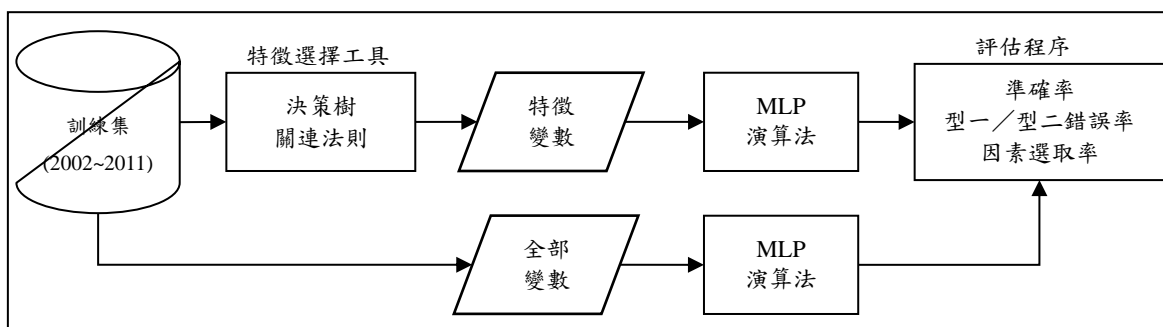 特徵選擇工具
評估程序
訓練集
(2002~2011)
決策樹
關連法則
特徵
變數
MLP
演算法
準確率
型一／型二錯誤率
因素選取率
全部
變數
MLP
演算法